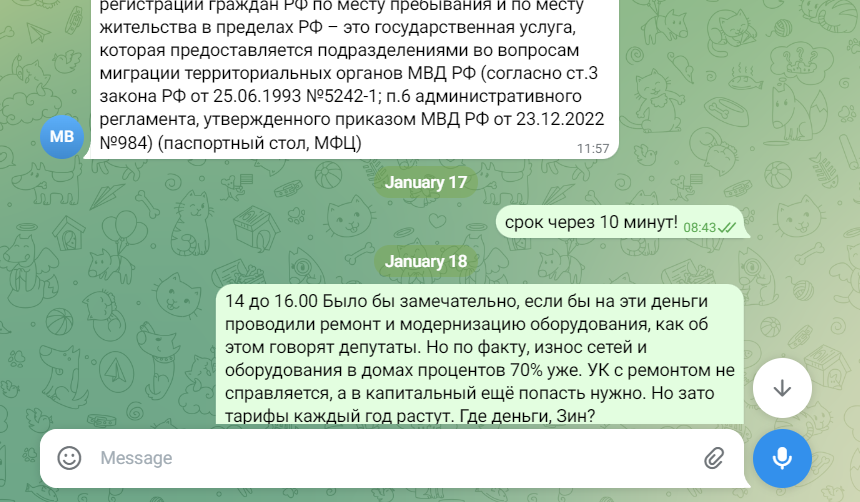 регистрации граждан РФ по месту пребывания и по месту
жительства в пределах РФ – это государственная услуга,
которая предоставляется подразделениями во вопросам
миграции территориальных органов МВД РФ (согласно ст.3
закона РФ от 25.06.1993 №5242-1; п.6 административного
регламента, утвержденного приказом МВД РФ от 23.12.2022
№984) (паспортный стол, МФЦ)
11:57
МВ
January 17
срок через 10 минут!
08:43
January 18
14 до 16.00 Было бы замечательно, если бы на эти деньги
проводили ремонт и модернизацию оборудования, как об
этом говорят депутаты. Но по факту, износ сетей и
оборудования в домах процентов 70% уже. УК с ремонтом не
справляется, а в капитальный ещё попасть нужно. Но зато
тарифы каждый год растут. Где деньги, Зин?
Message